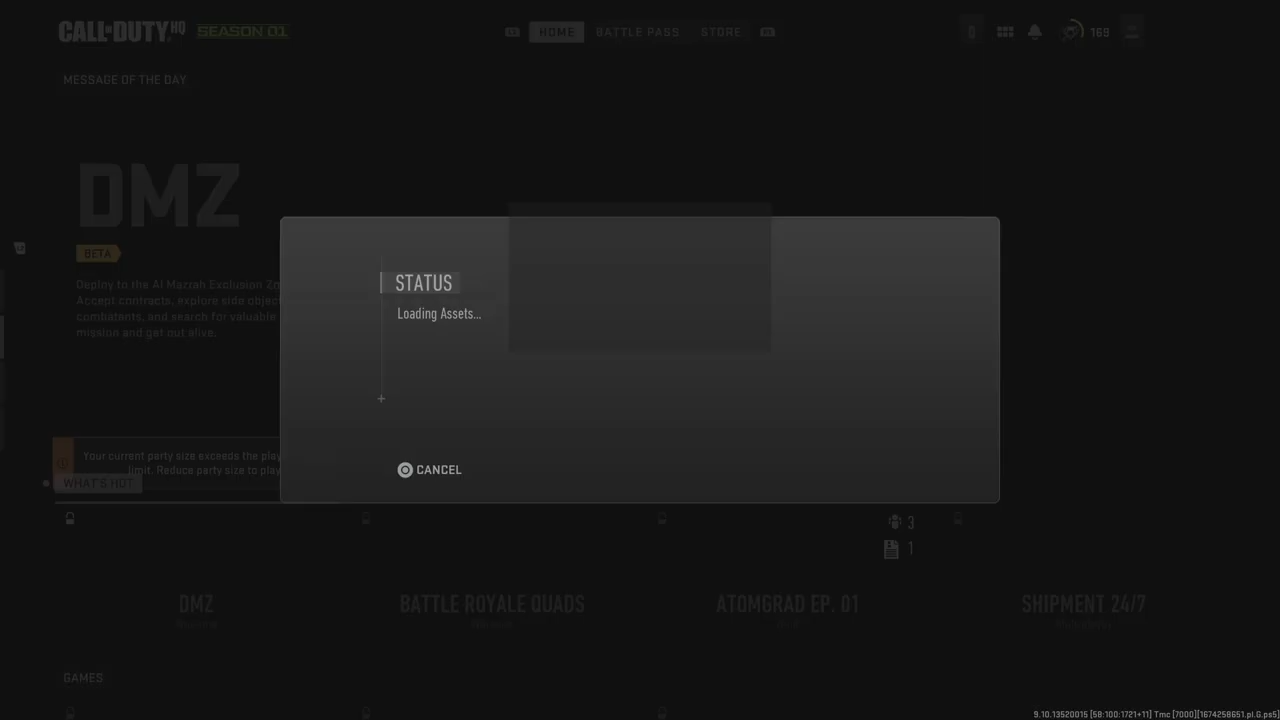 CALL OF DUTY HQ SEASON 01
HOME BATTLE PASS STORE
169
MESSAGE OF THE DAY
DMZ
BETA
Deploy to the Al Mazrah Exclusion Zo
Accept contracts, explore side object
combatants, and search for valuable
mission and get out alive.
STATUS
Loading Assets...
Your current party size exceeds the play
limit. Reduce party size to play
CANCEL
WHAT'S HOT
3
1
DMZ
BATTLE ROYALE QUADS
ATOMGRAD EP. 01
SHIPMENT 24/7
GAMES
9.10.13520015 [58:100:1721+11] Tmc [7000][1674258651.pl.G.ps5]